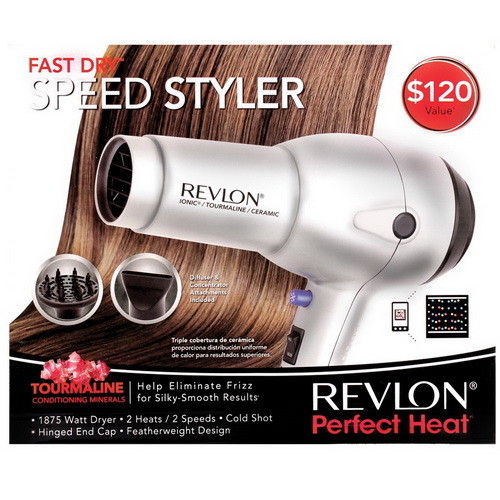 FAST DRY
SPEED STYLER
$120
Value
REVLON®
IONIC® / TOURMALINE / CERAMIC
Diffuser &
Concentrator
Attachments
Included
Triple cobertura de cerámica
proporciona distribución uniforme
de calor para resultados superiores.
TOURMALINE
CONDITIONING MINERALS
Help Eliminate Frizz
for Silky-Smooth Results
• 1875 Watt Dryer • 2 Heats / 2 Speeds • Cold Shot
• Hinged End Cap • Featherweight Design
REVLON®
Perfect Heat™